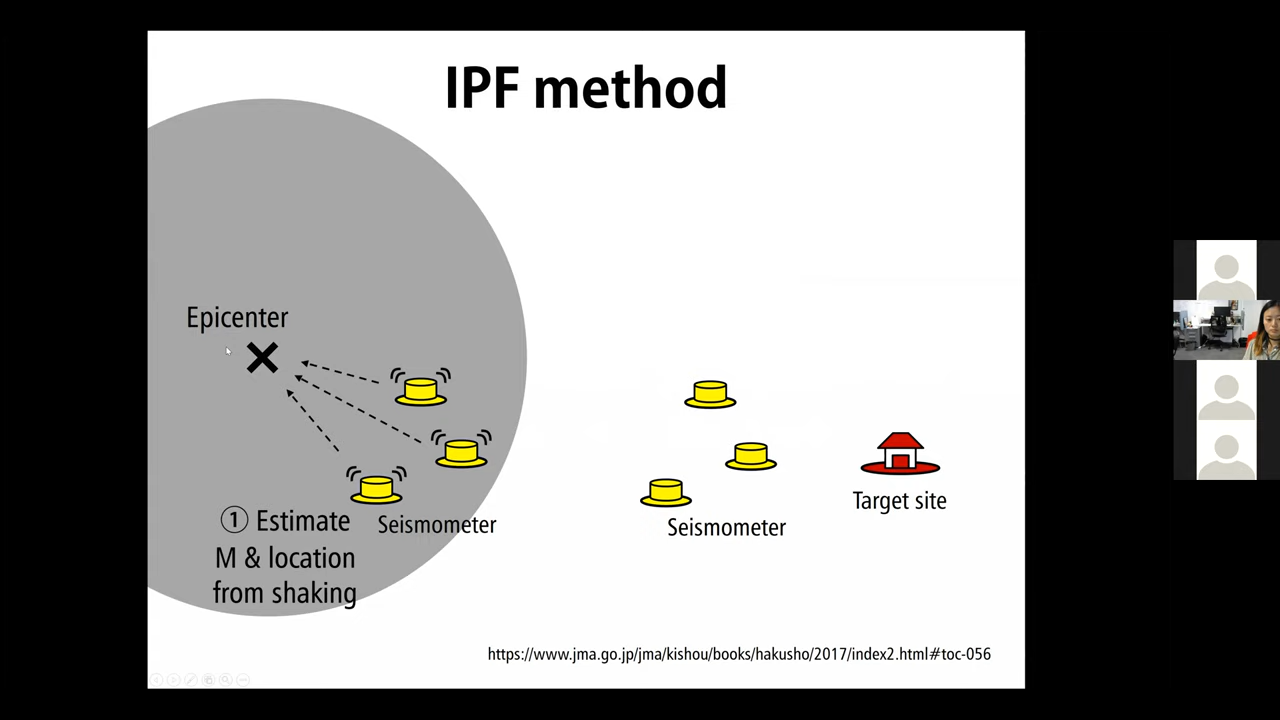 IPF method
Epicenter
① Estimate
M & location
from shaking
Seismometer
Seismometer
Target site
https://www.jma.go.jp/jma/kishou/books/hakusho/2017/index2.html#toc-056